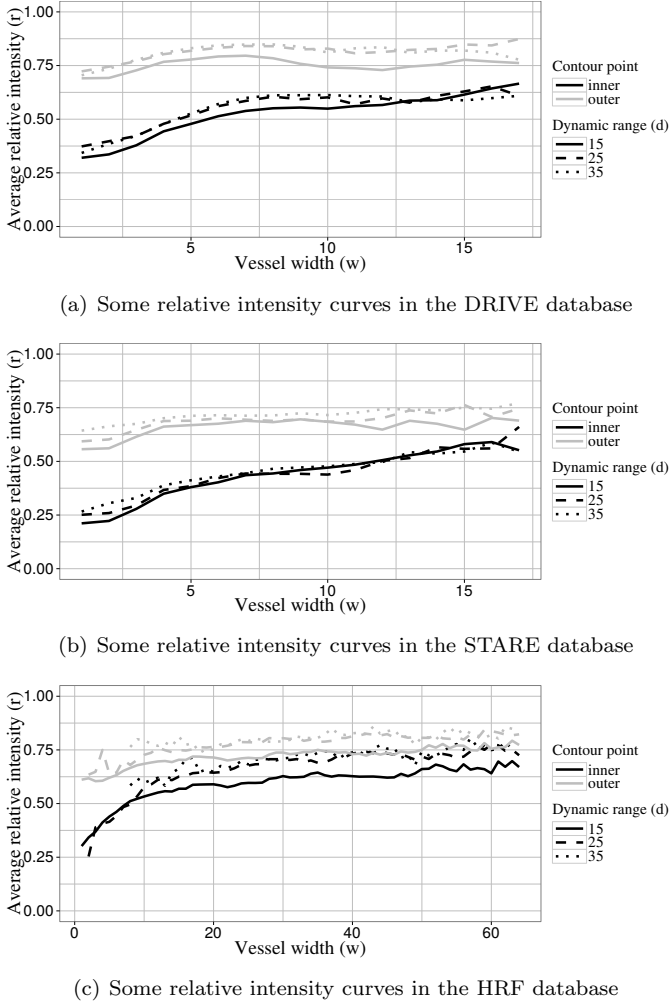 Average relative intensity (r)
1.00
0.75
0.50
0.25
0.00
5
10
15
Vessel width (w)
Contour point
inner
outer
Dynamic range (d)
15
25
35
(a) Some relative intensity curves in the DRIVE database
Average relative intensity (r)
1.00
0.75
0.50
0.25
0.00
5
10
15
Vessel width (w)
Contour point
inner
outer
Dynamic range (d)
15
25
35
(b) Some relative intensity curves in the STARE database
Average relative intensity (r)
1.00
0.75
0.50
0.25
0.00
0
20
40
60
Vessel width (w)
Contour point
inner
outer
Dynamic range (d)
15
25
35
(c) Some relative intensity curves in the HRF database